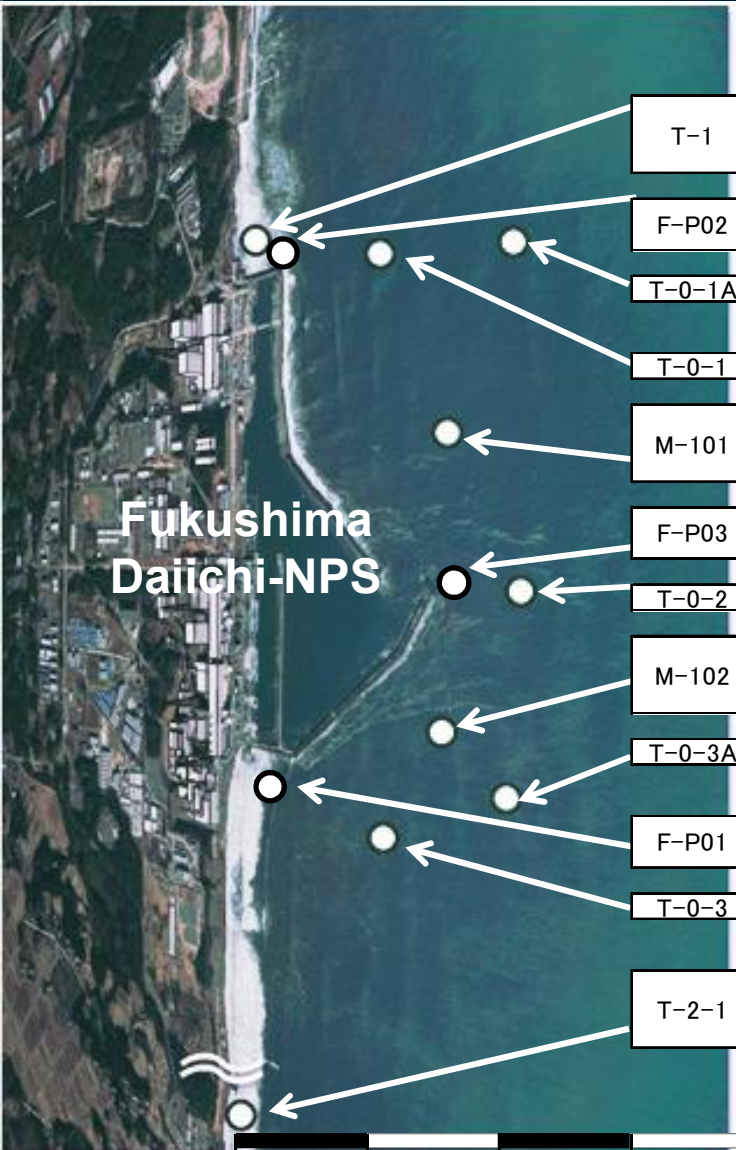 T-1
F-P02
T-0-1A
T-0-1
M-101
Fukushima
Daiichi-NPS
F-P03
T-0-2
M-102
T-0-3A
F-P01
T-0-3
T-2-1